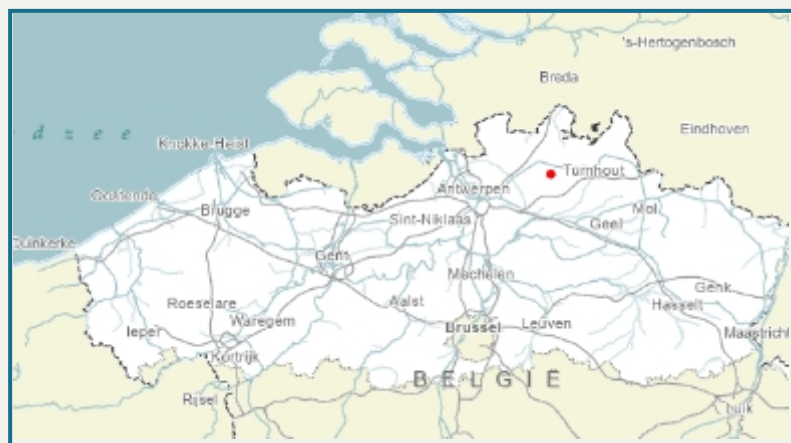 's-Hertogenbosch
Breda
d z e e
Eindhoven
Knokke-Heist
Turnhout
Antwerpen
Oostende
Mol
Brugge
Sint-Niklaas
Geel
Duinkerke
Gent
Mechelen
Genk
Roeselare
Aalst
Hasselt
Waregem
Brussel
Leuven
Ieper
Maastricht
Kortrijk
BELGIË
Rijsel
Luik